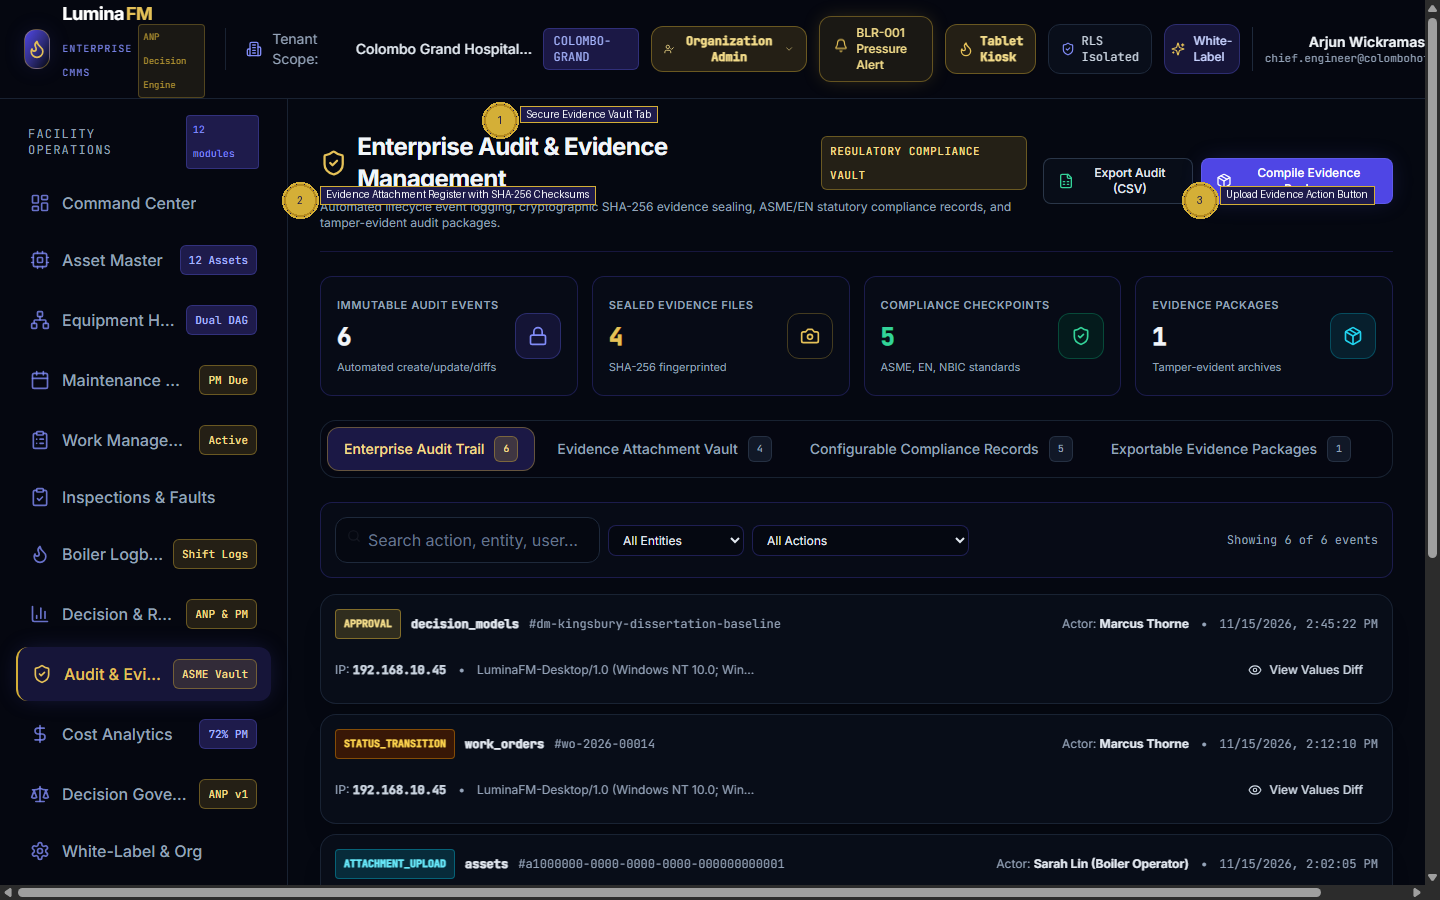 LuminaFM
ENTERPRISE CMMS
ANP Decision Engine
Tenant Scope:
Colombo Grand Hospital...
COLOMBO-GRAND
Organization Admin
BLR-001 Pressure Alert
Tablet Kiosk
RLS Isolated
White-Label
Arjun Wickramas
chief.engineer@colomboho
FACILITY OPERATIONS
12 modules
Command Center
Asset Master
12 Assets
Equipment H...
Dual DAG
Maintenance ...
PM Due
Work Manage...
Active
Inspections & Faults
Boiler Logb...
Shift Logs
Decision & R...
ANP & PM
Audit & Evi...
ASME Vault
Cost Analytics
72% PM
Decision Gove...
ANP v1
White-Label & Org
1
Secure Evidence Vault Tab
Enterprise Audit & Evidence
Management
REGULATORY COMPLIANCE VAULT
Export Audit (CSV)
Compile Evidence
2
Evidence Attachment Register with SHA-256 Checksums
3
Upload Evidence Action Button
Automated lifecycle event logging, cryptographic SHA-256 evidence sealing, ASME/EN statutory compliance records, and
tamper-evident audit packages.
IMMUTABLE AUDIT EVENTS
6
Automated create/update/diffs
SEALED EVIDENCE FILES
4
SHA-256 fingerprinted
COMPLIANCE CHECKPOINTS
5
ASME, EN, NBIC standards
EVIDENCE PACKAGES
1
Tamper-evident archives
Enterprise Audit Trail 6
Evidence Attachment Vault 4
Configurable Compliance Records 5
Exportable Evidence Packages 1
Search action, entity, user...
All Entities
All Actions
Showing 6 of 6 events
APPROVAL decision_models #dm-kingsbury-dissertation-baseline
Actor: Marcus Thorne • 11/15/2026, 2:45:22 PM
IP: 192.168.10.45 • LuminaFM-Desktop/1.0 (Windows NT 10.0; Win...
View Values Diff
STATUS_TRANSITION work_orders #wo-2026-00014
Actor: Marcus Thorne • 11/15/2026, 2:12:10 PM
IP: 192.168.10.45 • LuminaFM-Desktop/1.0 (Windows NT 10.0; Win...
View Values Diff
ATTACHMENT_UPLOAD assets #a1000000-0000-0000-0000-000000000001
Actor: Sarah Lin (Boiler Operator) • 11/15/2026, 2:02:05 PM